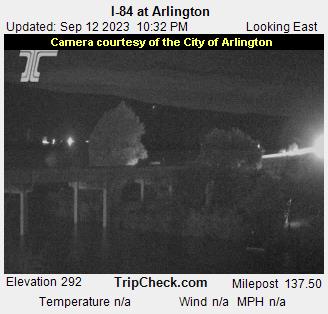 I-84 at Arlington
Updated: Sep 12 2023 10:32 PM Looking East
Camera courtesy of the City of Arlington
Elevation 292 TripCheck.com Milepost 137.50
Temperature n/a Wind n/a MPH n/a